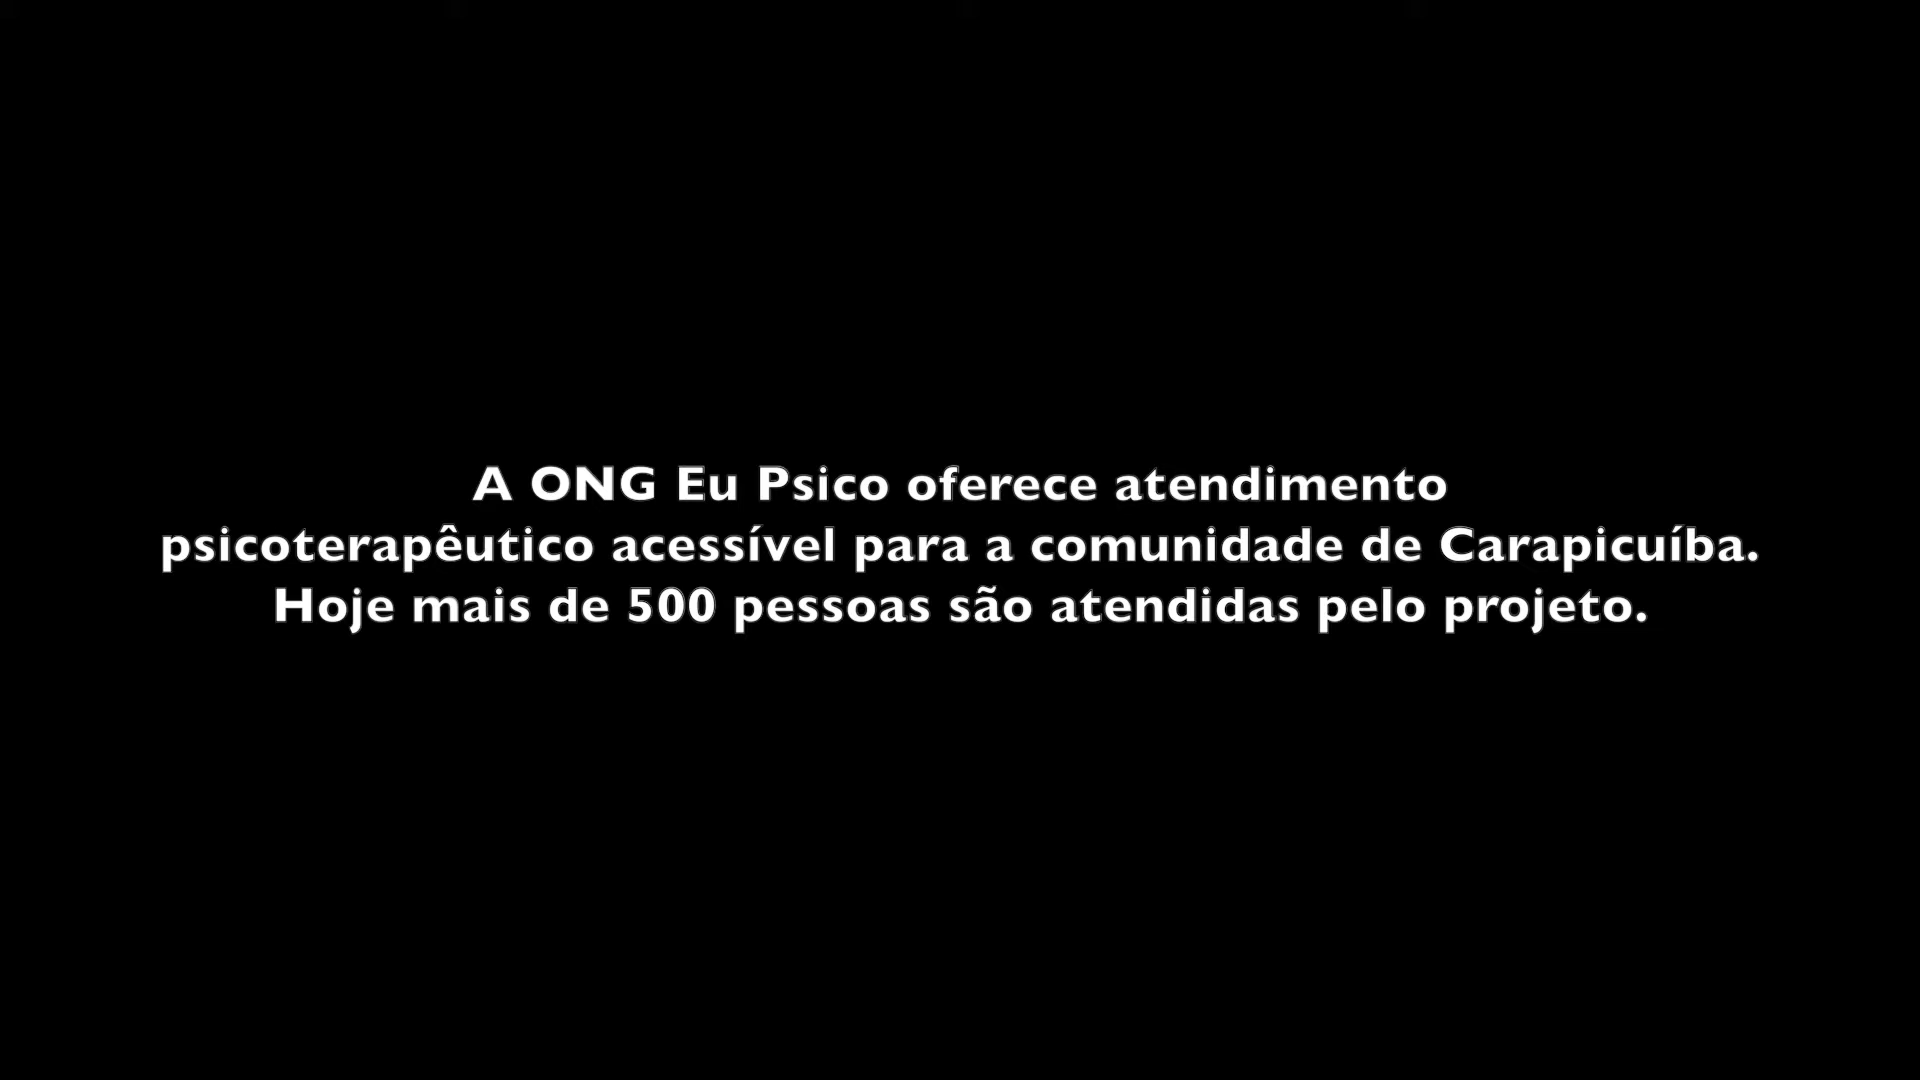 A ONG Eu Psico oferece atendimento
psicoterapêutico acessível para a comunidade de Carapicuíba.
Hoje mais de 500 pessoas são atendidas pelo projeto.